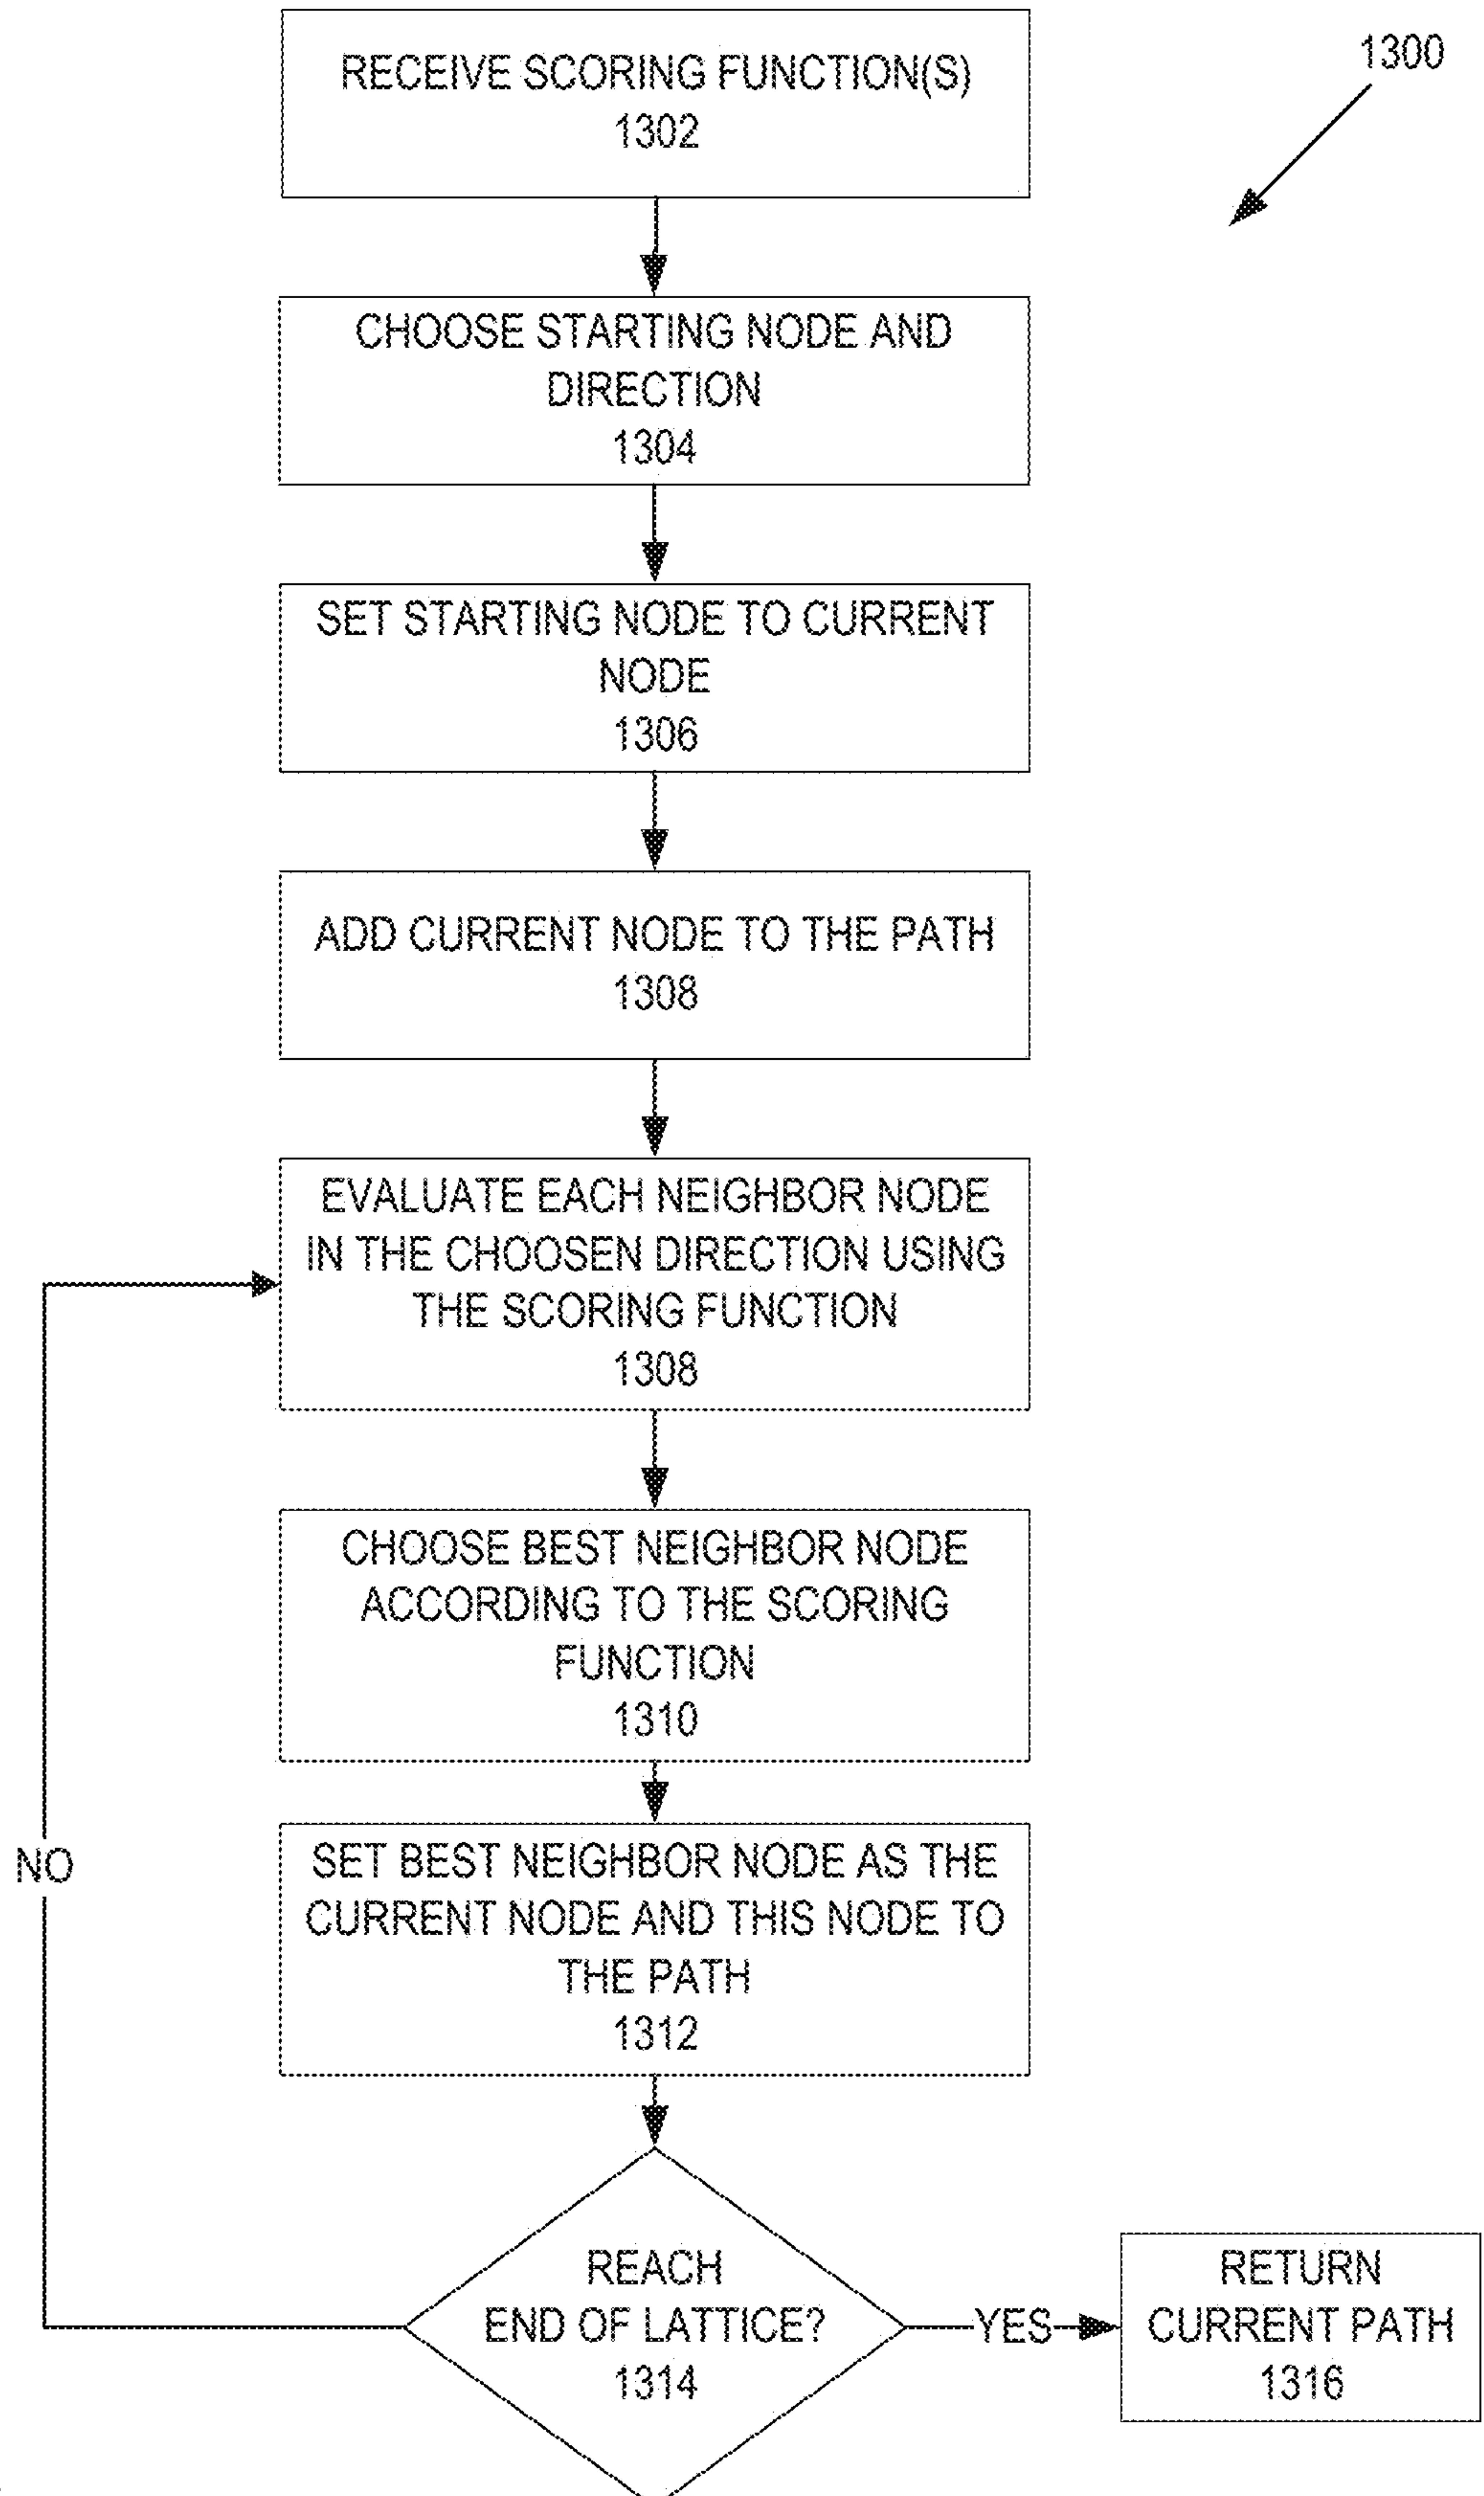 1300
RECEIVE SCORING FUNCTION(S)
1302
CHOOSE STARTING NODE AND
DIRECTION
1304
SET STARTING NODE TO CURRENT
NODE
1306
ADD CURRENT NODE TO THE PATH
1308
EVALUATE EACH NEIGHBOR NODE
IN THE CHOOSEN DIRECTION USING
THE SCORING FUNCTION
1308
CHOOSE BEST NEIGHBOR NODE
ACCORDING TO THE SCORING
FUNCTION
1310
SET BEST NEIGHBOR NODE AS THE
CURRENT NODE AND THIS NODE TO
THE PATH
1312
NO
REACH
END OF LATTICE?
1314
YES
RETURN
CURRENT PATH
1316